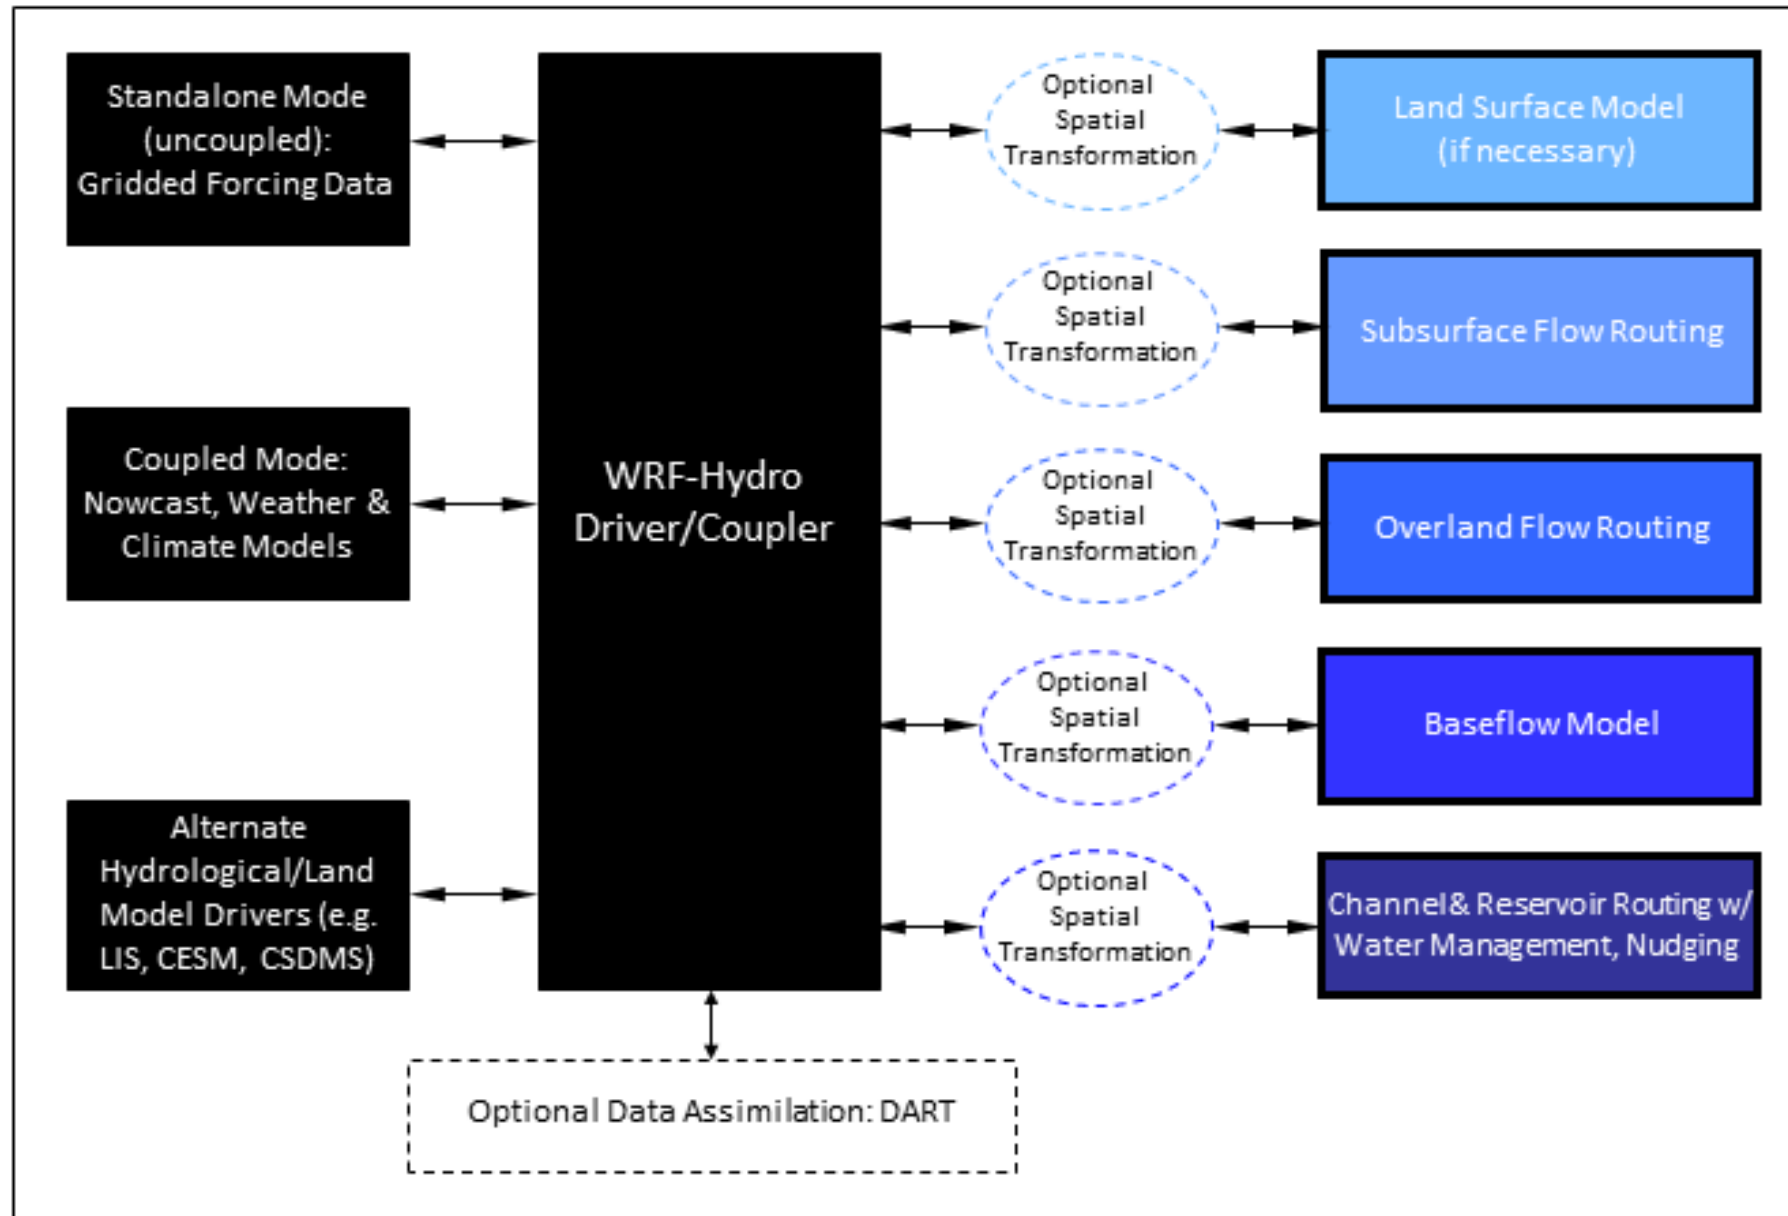 Standalone Mode
(uncoupled):
Gridded Forcing Data
Coupled Mode:
Nowcast, Weather &
Climate Models
Alternate
Hydrological/Land
Model Drivers (e.g.
LIS, CESM, CSDMS)
WRF-Hydro
Driver/Coupler
Optional
Spatial
Transformation
Land Surface Model
(if necessary)
Optional
Spatial
Transformation
Subsurface Flow Routing
Optional
Spatial
Transformation
Overland Flow Routing
Optional
Spatial
Transformation
Baseflow Model
Optional
Spatial
Transformation
Channel& Reservoir Routing w/
Water Management, Nudging
Optional Data Assimilation: DART